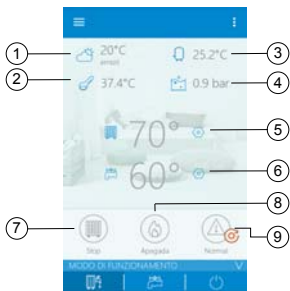 20°C
25.2°C
37.4°C
0.9 bar
70°
60°
Stop
Apagada
Normal
MODO DI FUNZIONAMENTO
1
2
3
4
5
6
7
8
9